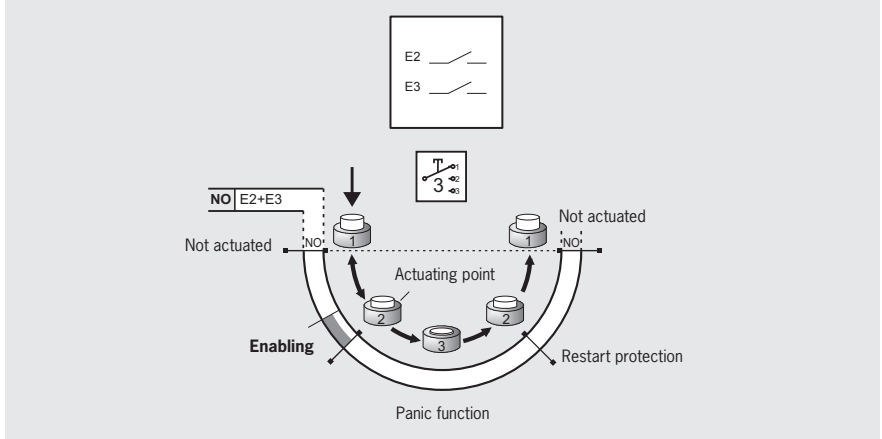 E2
E3
1
2
3
3
NO E2+E3
Not actuated
Not actuated
NO
1
1
NO
Actuating point
2
2
3
Enabling
Restart protection
Panic function